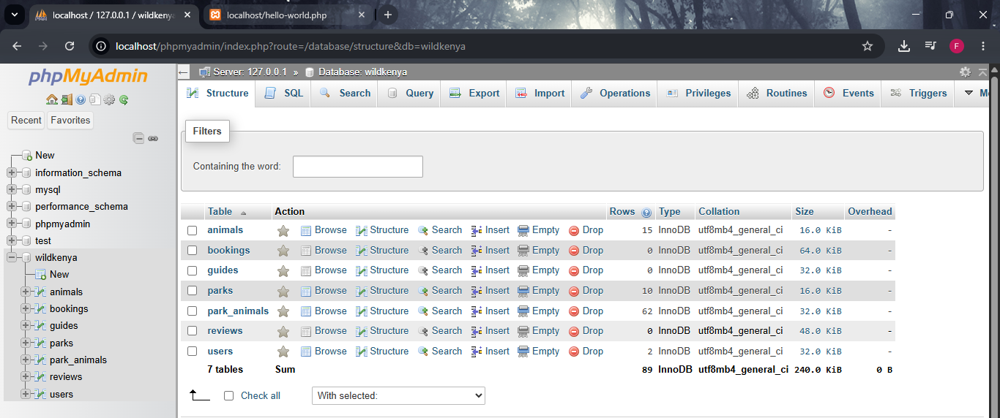 localhost / 127.0.0.1 / wildkenya
localhost/hello-world.php
localhost/phpmyadmin/index.php?route=/database/structure&db=wildkenya
F
phpMyAdmin
Recent Favorites
New
information_schema
mysql
performance_schema
phpmyadmin
test
wildkenya
New
animals
bookings
guides
parks
park_animals
reviews
users
Server: 127.0.0.1 » Database: wildkenya
Structure SQL Search Query Export Import Operations Privileges Routines Events Triggers
Filters
Containing the word:
Table Action Rows Type Collation Size Overhead
animals Browse Structure Search Insert Empty Drop 15 InnoDB utf8mb4_general_ci 16.0 KiB -
bookings Browse Structure Search Insert Empty Drop 0 InnoDB utf8mb4_general_ci 64.0 KiB -
guides Browse Structure Search Insert Empty Drop 0 InnoDB utf8mb4_general_ci 32.0 KiB -
parks Browse Structure Search Insert Empty Drop 10 InnoDB utf8mb4_general_ci 16.0 KiB -
park_animals Browse Structure Search Insert Empty Drop 62 InnoDB utf8mb4_general_ci 32.0 KiB -
reviews Browse Structure Search Insert Empty Drop 0 InnoDB utf8mb4_general_ci 48.0 KiB -
users Browse Structure Search Insert Empty Drop 2 InnoDB utf8mb4_general_ci 32.0 KiB -
7 tables Sum 89 InnoDB utf8mb4_general_ci 240.0 KiB 0 B
Check all With selected: